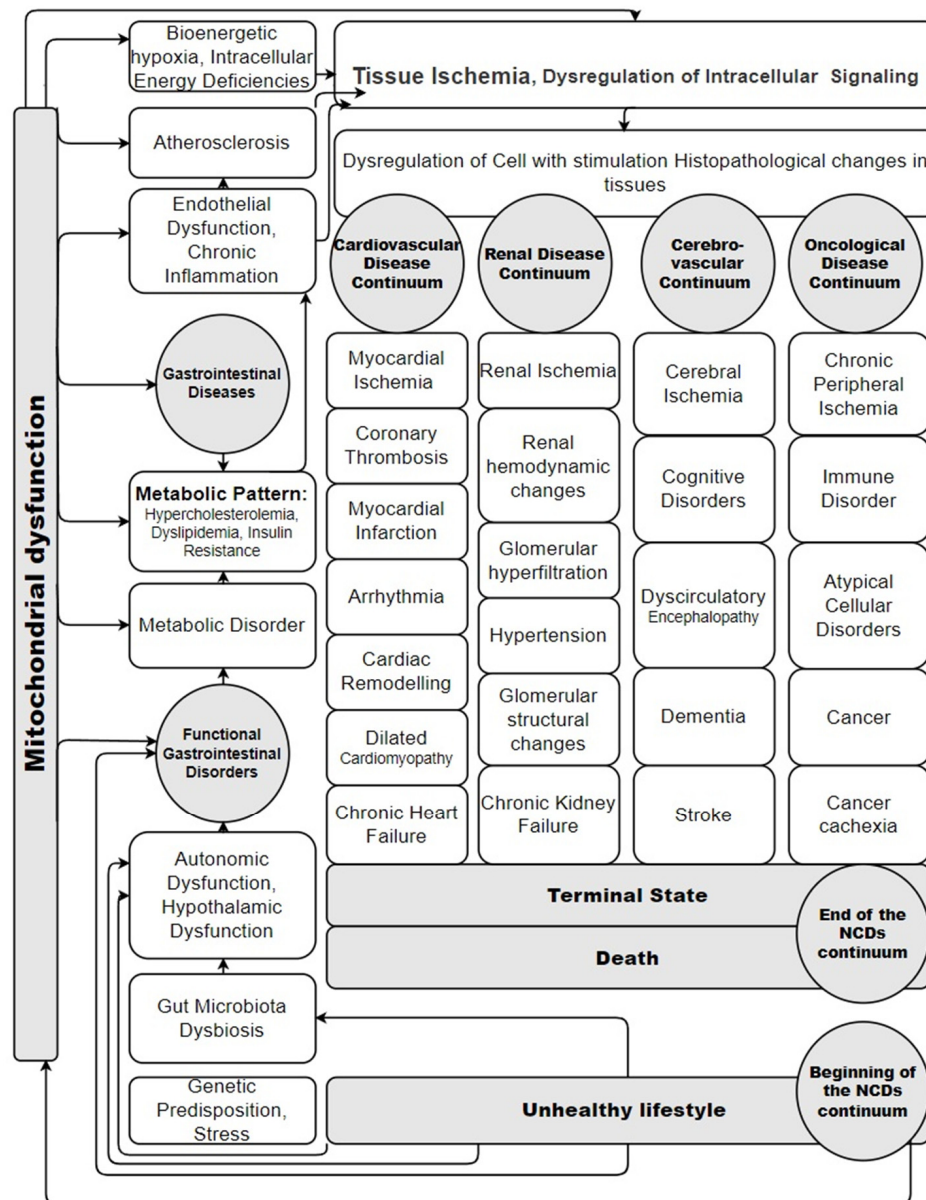 Mitochondrial dysfunction
Bioenergetic
hypoxia, Intracellular
Energy Deficiencies
Atherosclerosis
Endothelial
Dysfunction,
Chronic
Inflammation
Gastrointestinal
Diseases
Metabolic Pattern:
Hypercholesterolemia,
Dyslipidemia, Insulin
Resistance
Metabolic Disorder
Functional
Gastrointestinal
Disorders
Autonomic
Dysfunction,
Hypothalamic
Dysfunction
Gut Microbiota
Dysbiosis
Genetic
Predisposition,
Stress
Tissue Ischemia, Dysregulation of Intracellular Signaling
Dysregulation of Cell with stimulation Histopathological changes in
tissues
Cardiovascular
Disease
Continuum
Myocardial
Ischemia
Coronary
Thrombosis
Myocardial
Infarction
Arrhythmia
Cardiac
Remodelling
Dilated
Cardiomyopathy
Chronic Heart
Failure
Renal Disease
Continuum
Renal Ischemia
Renal
hemodynamic
changes
Glomerular
hyperfiltration
Hypertension
Glomerular
structural
changes
Chronic Kidney
Failure
Cerebro-
vascular
Continuum
Cerebral
Ischemia
Cognitive
Disorders
Dyscirculatory
Encephalopathy
Dementia
Stroke
Oncological
Disease
Continuum
Chronic
Peripheral
Ischemia
Immune
Disorder
Atypical
Cellular
Disorders
Cancer
Cancer
cachexia
Terminal State
Death
End of the
NCDs
continuum
Unhealthy lifestyle
Beginning of
the NCDs
continuum